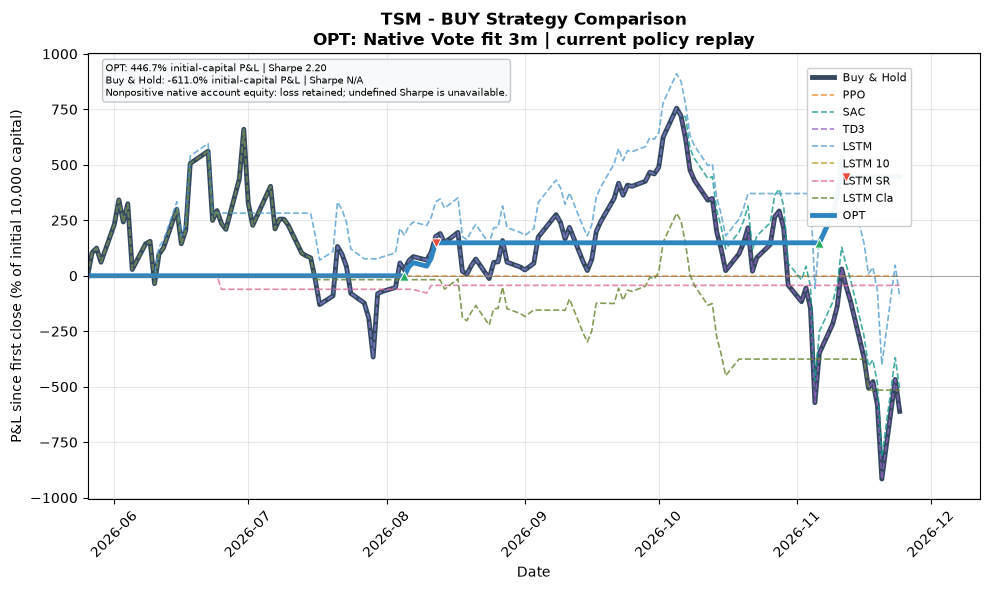 TSM - BUY Strategy Comparison
OPT: Native Vote fit 3m | current policy replay
OPT: 446.7% initial-capital P&L | Sharpe 2.20
Buy & Hold: -611.0% initial-capital P&L | Sharpe N/A
Nonpositive native account equity: loss retained; undefined Sharpe is unavailable.
Buy & Hold
PPO
SAC
TD3
LSTM
LSTM 10
LSTM SR
LSTM Cla
OPT
P&L since first close (% of initial 10,000 capital)
1000
750
500
250
0
−250
−500
−750
−1000
2026-06
2026-07
2026-08
2026-09
2026-10
2026-11
2026-12
Date